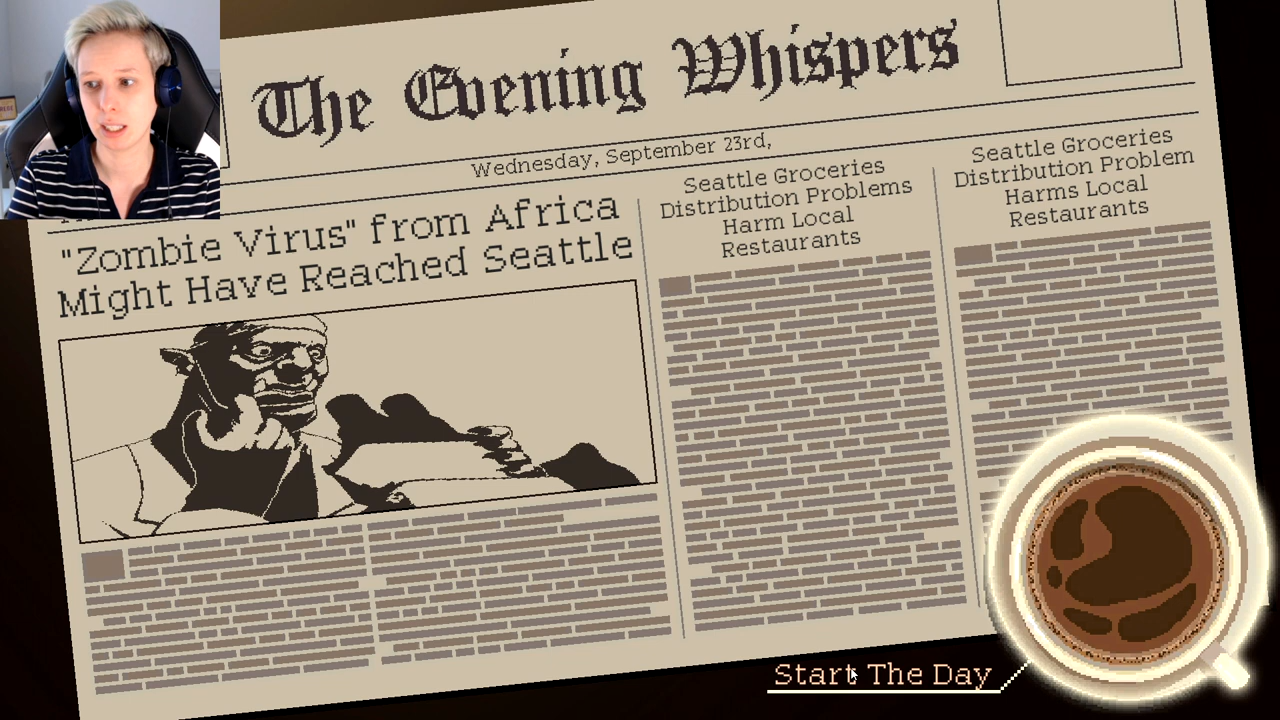 The Evening Whispers
Wednesday, September 23rd,
"Zombie Virus" from Africa
Might Have Reached Seattle
Seattle Groceries
Distribution Problems
Harm Local
Restaurants
Seattle Groceries
Distribution Problem
Harms Local
Restaurants
Start The Day